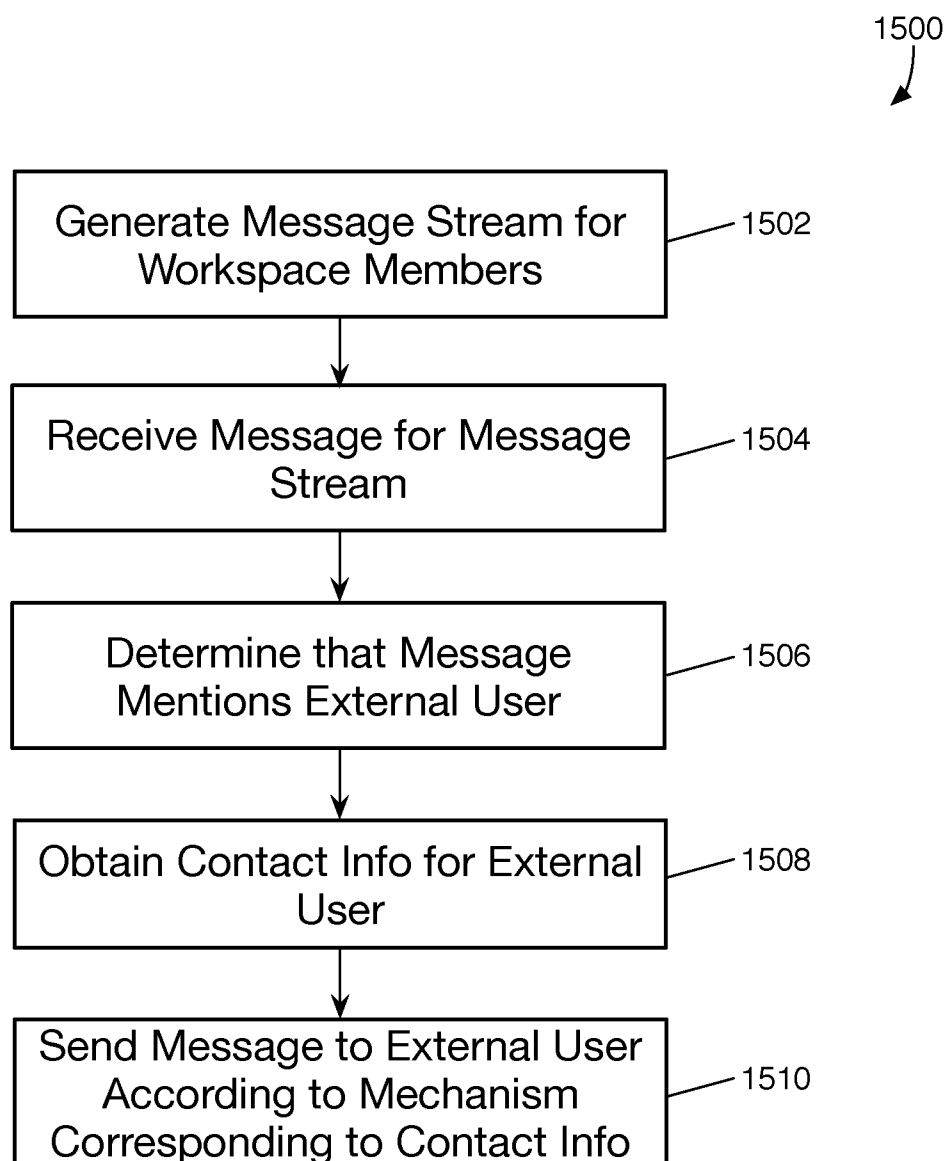 1500
Generate Message Stream for
Workspace Members
1502
Receive Message for Message
Stream
1504
Determine that Message
Mentions External User
1506
Obtain Contact Info for External
User
1508
Send Message to External User
According to Mechanism
Corresponding to Contact Info
1510